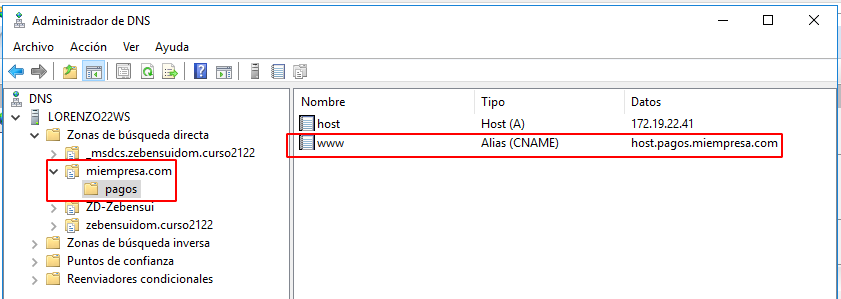 Administrador de DNS
Archivo Acción Ver Ayuda
DNS
LORENZO22WS
Zonas de búsqueda directa
_msdcs.zebensuidom.curso2122
miempresa.com
pagos
ZD-Zebensui
zebensuidom.curso2122
Zonas de búsqueda inversa
Puntos de confianza
Reenviadores condicionales
Nombre Tipo Datos
host Host (A) 172.19.22.41
www Alias (CNAME) host.pagos.miempresa.com